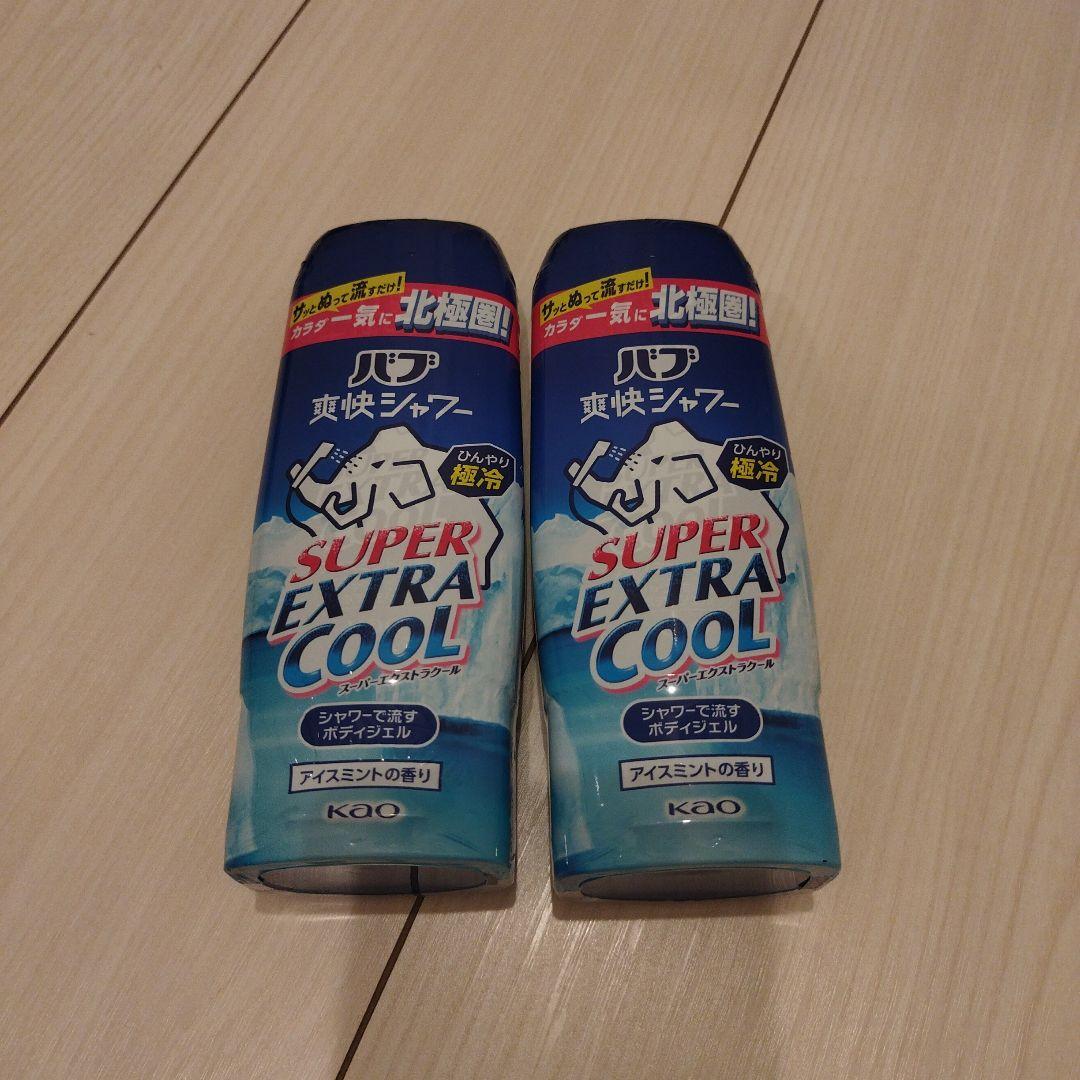 サッとぬって流すだけ!
カラダ一気に北極圏!
バブ
爽快シャワー
ひんやり
極冷
SUPER
EXTRA
COOL
スーパーエクストラクール
シャワーで流す
ボディジェル
アイスミントの香り
Kao
サッとぬって流すだけ!
カラダ一気に北極圏!
バブ
爽快シャワー
ひんやり
極冷
SUPER
EXTRA
COOL
スーパーエクストラクール
シャワーで流す
ボディジェル
アイスミントの香り
Kao